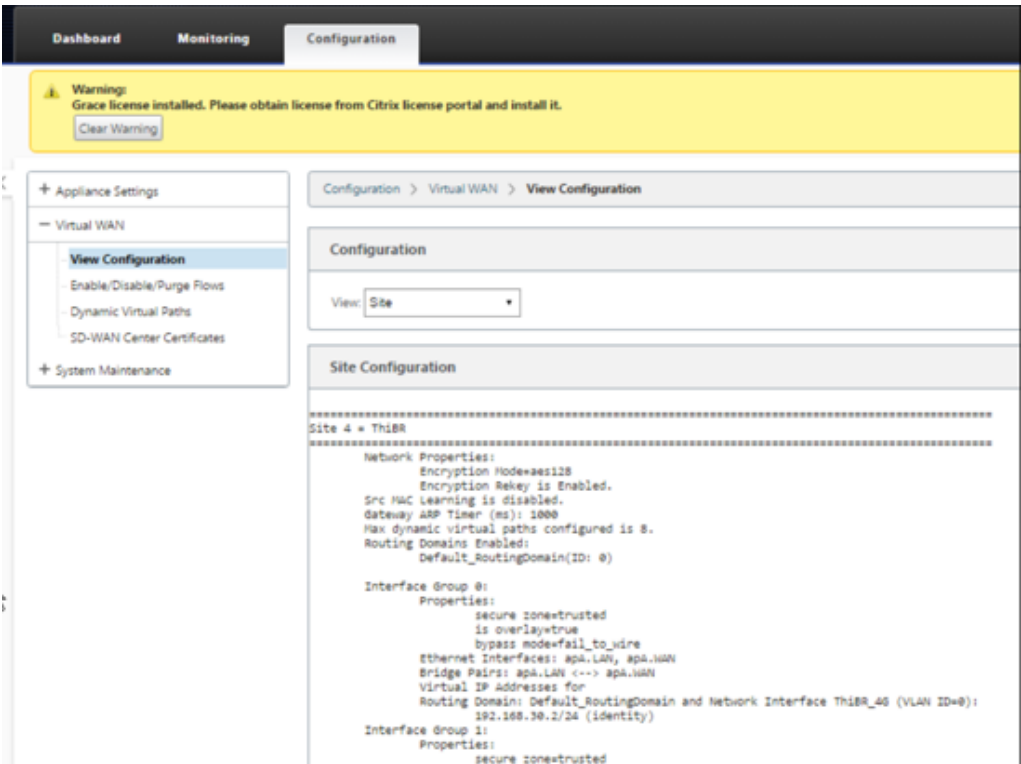 Dashboard Monitoring Configuration
Warning:
Grace license installed. Please obtain license from Citrix license portal and install it.
Clear Warning
+ Appliance Settings
− Virtual WAN
View Configuration
Enable/Disable/Purge Flows
Dynamic Virtual Paths
SD-WAN Center Certificates
+ System Maintenance
Configuration > Virtual WAN > View Configuration
Configuration
View: Site
Site Configuration
====================================================================================================
Site 4 = ThiBR
====================================================================================================
Network Properties:
Encryption Mode=aes128
Encryption Rekey is Enabled.
Src MAC Learning is disabled.
Gateway ARP Timer (ms): 1000
Max dynamic virtual paths configured is 8.
Routing Domains Enabled:
Default_RoutingDomain(ID: 0)
Interface Group 0:
Properties:
secure zone=trusted
is overlay=true
bypass mode=fail_to_wire
Ethernet Interfaces: apA.LAN, apA.WAN
Bridge Pairs: apA.LAN <--> apA.WAN
Virtual IP Addresses for
Routing Domain: Default_RoutingDomain and Network Interface ThiBR_4G (VLAN ID=0):
192.168.30.2/24 (identity)
Interface Group 1:
Properties:
secure zone=trusted